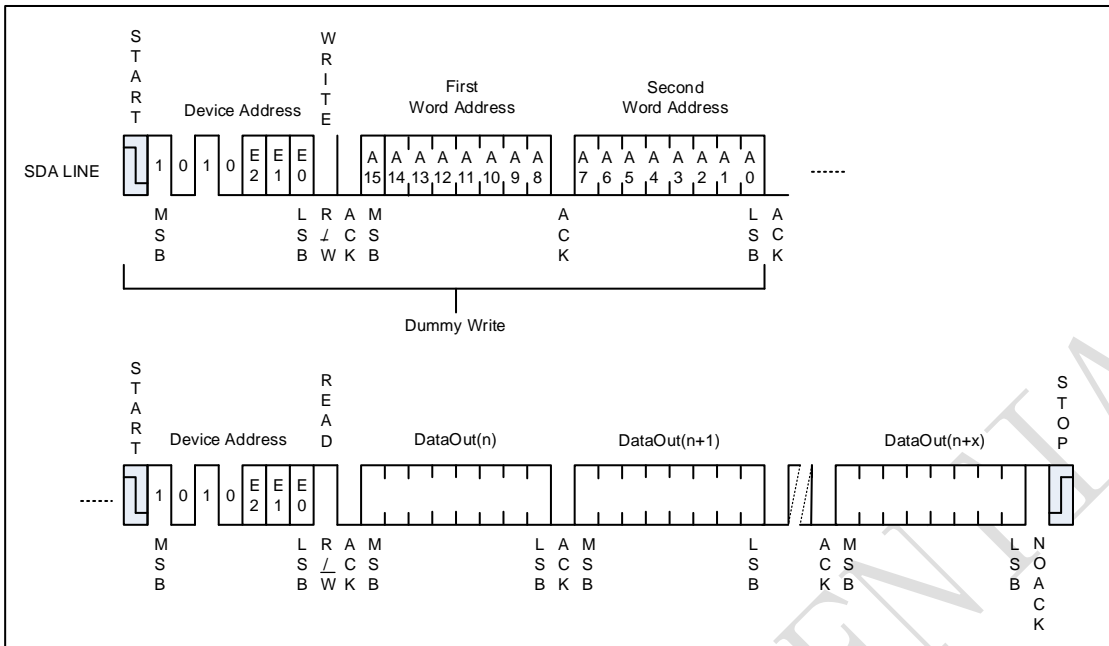 START
WRITE
Device Address
First
Word Address
Second
Word Address
SDA LINE
1 0 1 0 E2 E1 E0
A15 A14 A13 A12 A11 A10 A9 A8
A7 A6 A5 A4 A3 A2 A1 A0
......
MSB
LSB
R/W
ACK
MSB
ACK
LSB
ACK
Dummy Write
START
READ
STOP
Device Address
DataOut(n)
DataOut(n+1)
DataOut(n+x)
......
1 0 1 0 E2 E1 E0
MSB
LSB
R/W
ACK
MSB
LSB
ACK
MSB
LSB
ACK
MSB
LSB
NOACK